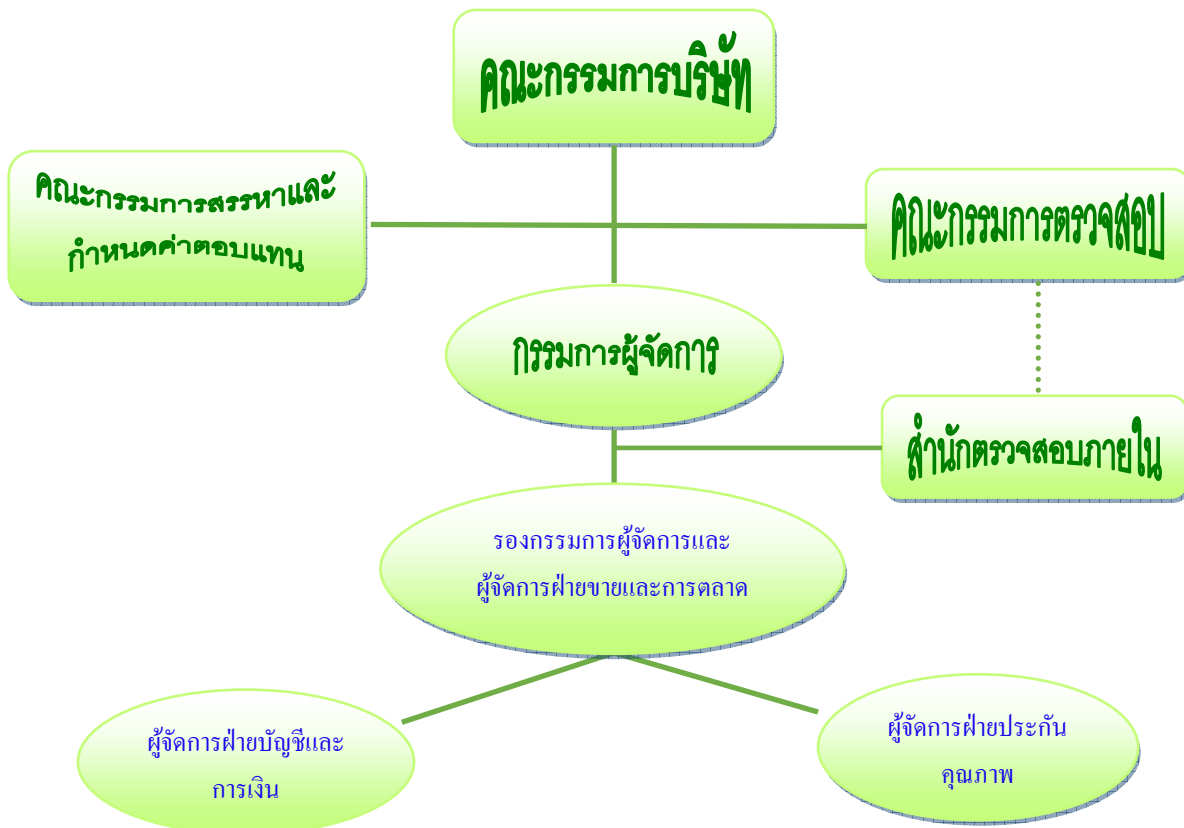 คณะกรรมการบริษัท
คณะกรรมการสรรหาและ
กำหนดค่าตอบแทน
คณะกรรมการตรวจสอบ
กรรมการผู้จัดการ
สำนักตรวจสอบภายใน
รองกรรมการผู้จัดการและ
ผู้จัดการฝ่ายขายและการตลาด
ผู้จัดการฝ่ายบัญชีและ
การเงิน
ผู้จัดการฝ่ายประกัน
คุณภาพ